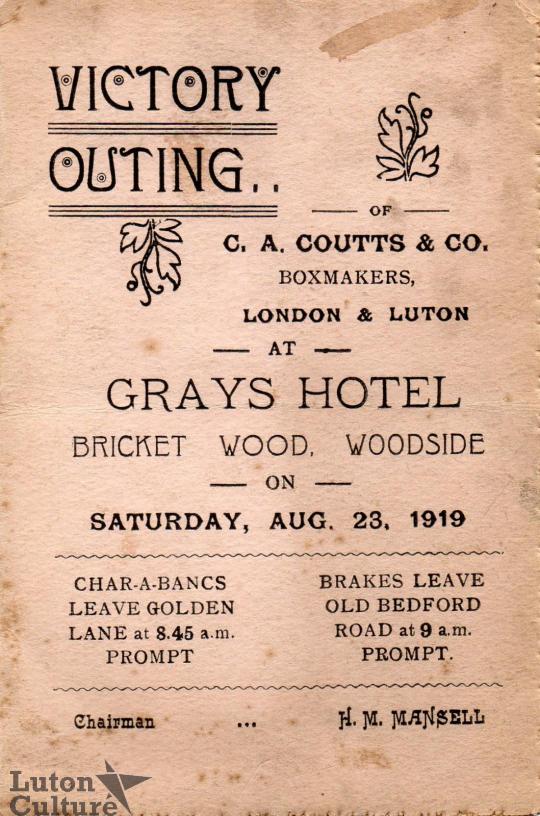 VICTORY
OUTING..
— OF —
C. A. COUTTS & CO.
BOXMAKERS,
LONDON & LUTON
— AT —
GRAYS HOTEL
BRICKET WOOD, WOODSIDE
— ON —
SATURDAY, AUG. 23, 1919
CHAR-A-BANCS
LEAVE GOLDEN
LANE at 8.45 a.m.
PROMPT
BRAKES LEAVE
OLD BEDFORD
ROAD at 9 a.m.
PROMPT.
Chairman ... H. M. MANSELL
Luton
Culture